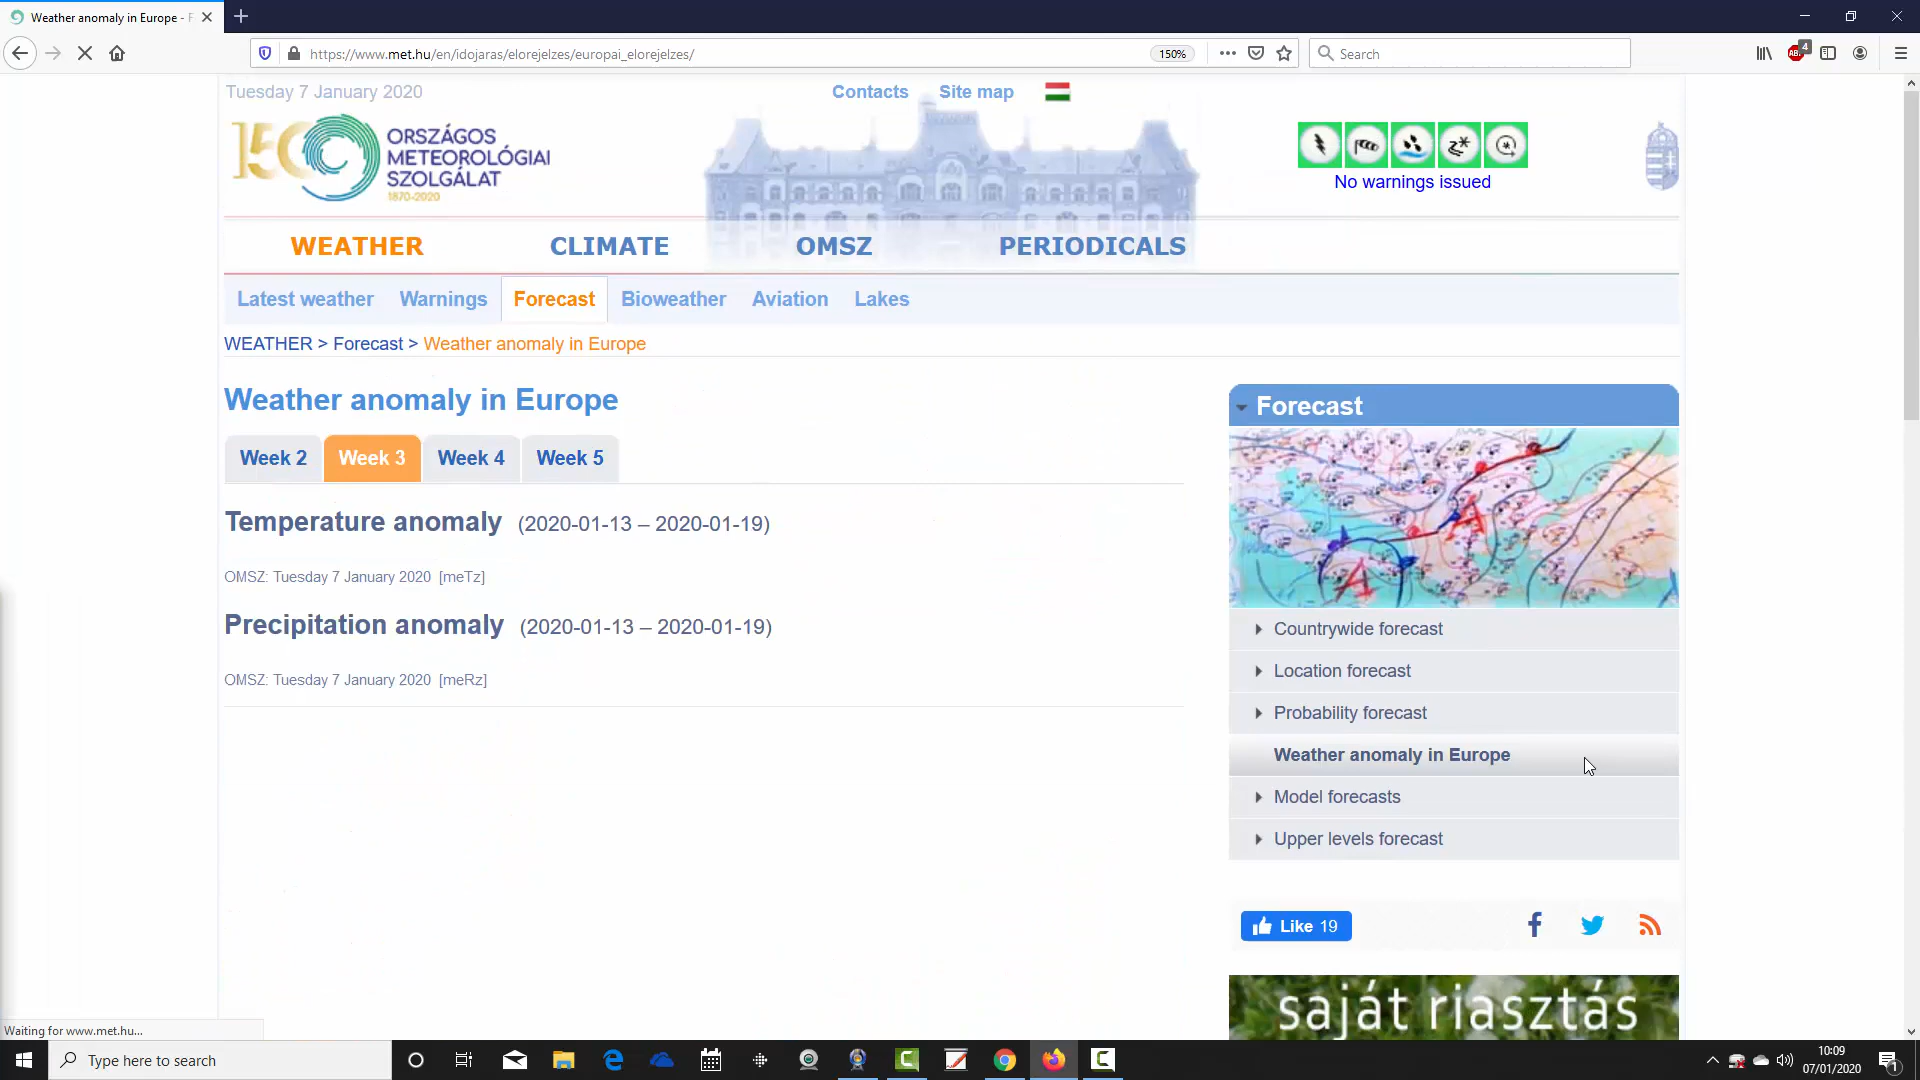 Weather anomaly in Europe - F
https://www.met.hu/en/idojaras/elorejelzes/europai_elorejelzes/
150%
Search
4
Tuesday 7 January 2020
Contacts
Site map
150
ORSZÁGOS
METEOROLÓGIAI
SZOLGÁLAT
1870-2020
No warnings issued
WEATHER
CLIMATE
OMSZ
PERIODICALS
Latest weather
Warnings
Forecast
Bioweather
Aviation
Lakes
WEATHER > Forecast > Weather anomaly in Europe
Weather anomaly in Europe
Week 2
Week 3
Week 4
Week 5
Temperature anomaly (2020-01-13 – 2020-01-19)
OMSZ: Tuesday 7 January 2020 [meTz]
Precipitation anomaly (2020-01-13 – 2020-01-19)
OMSZ: Tuesday 7 January 2020 [meRz]
Forecast
Countrywide forecast
Location forecast
Probability forecast
Weather anomaly in Europe
Model forecasts
Upper levels forecast
Like 19
saját riasztás
Waiting for www.met.hu...
Type here to search
10:09
07/01/2020
1